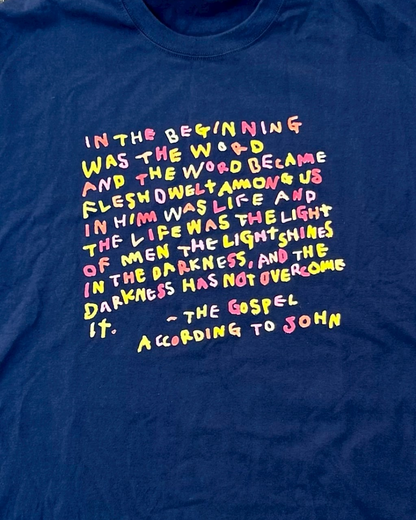 IN THE BEGINNING
WAS THE WORD
AND THE WORD BECAME
FLESH DWELT AMONG US
IN HIM WAS LIFE AND
THE LIFE WAS THE LIGHT
OF MEN THE LIGHT SHINES
IN THE DARKNESS, AND THE
DARKNESS HAS NOT OVERCOME
It. ~ THE GOSPEL
ACCORDING TO JOHN